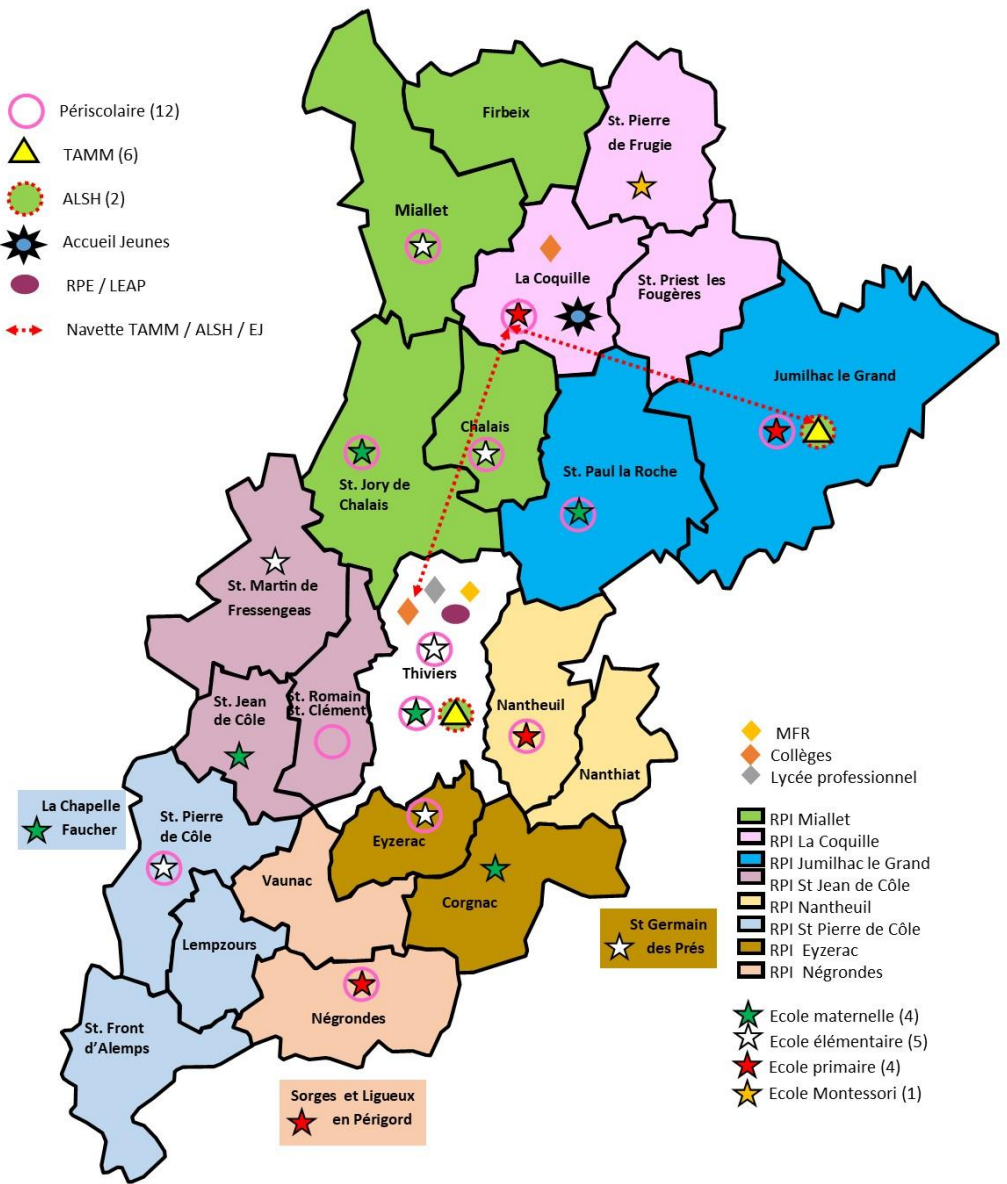 Périscolaire (12)
TAMM (6)
ALSH (2)
Accueil Jeunes
RPE / LEAP
Navette TAMM / ALSH / EJ
Firbeix
St. Pierre
de Frugie
Miallet
La Coquille
St. Priest les
Fougères
Jumilhac le Grand
Chalais
St. Jory de
Chalais
St. Paul la Roche
St. Martin de
Fressengeas
Thiviers
St. Jean
de Côle
St. Romain
St. Clément
Nantheuil
Nanthiat
La Chapelle
Faucher
St. Pierre
de Côle
Eyzerac
Vaunac
Corgnac
Lempzours
St Germain
des Prés
Négrondes
St. Front
d'Alemps
Sorges et Ligueux
en Périgord
MFR
Collèges
Lycée professionnel
RPI Miallet
RPI La Coquille
RPI Jumilhac le Grand
RPI St Jean de Côle
RPI Nantheuil
RPI St Pierre de Côle
RPI Eyzerac
RPI Négrondes
Ecole maternelle (4)
Ecole élémentaire (5)
Ecole primaire (4)
Ecole Montessori (1)